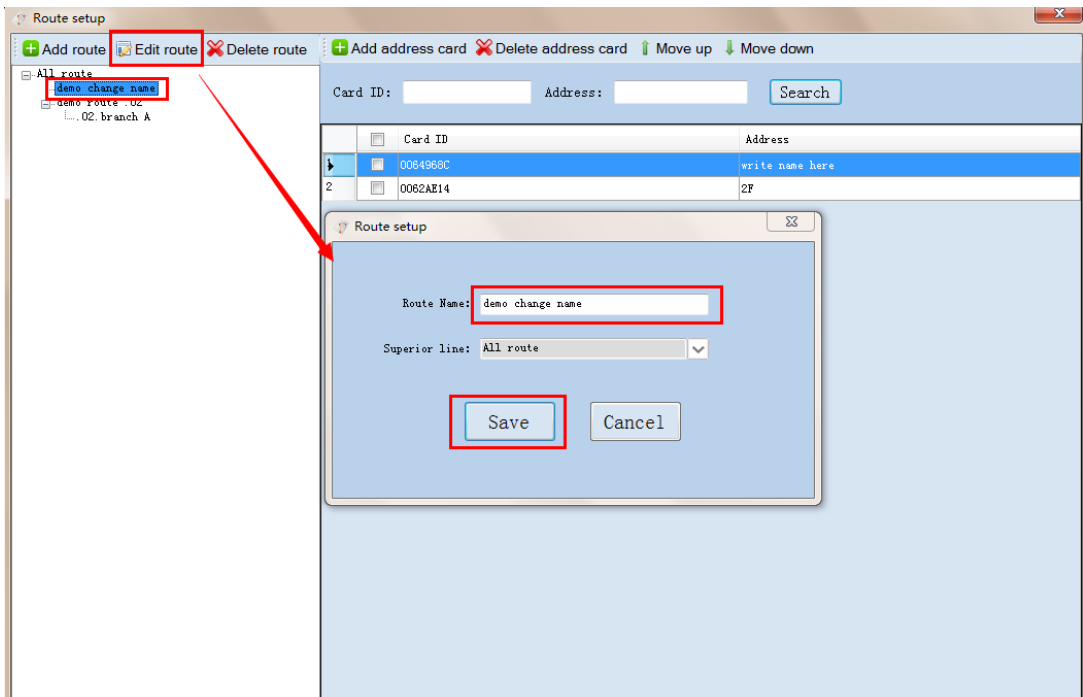 Route setup
Add route Edit route Delete route Add address card Delete address card Move up Move down
All route
demo change name
demo route .02
.02.branch A
Card ID: Address: Search
Card ID Address
0064968C write name here
2 0062AE14 2F
Route setup
Route Name: demo change name
Superior line: All route
Save Cancel